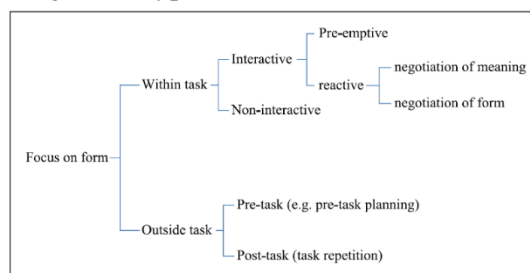 Focus on form
Within task
Interactive
Pre-emptive
reactive
negotiation of meaning
negotiation of form
Non-interactive
Outside task
Pre-task (e.g. pre-task planning)
Post-task (task repetition)